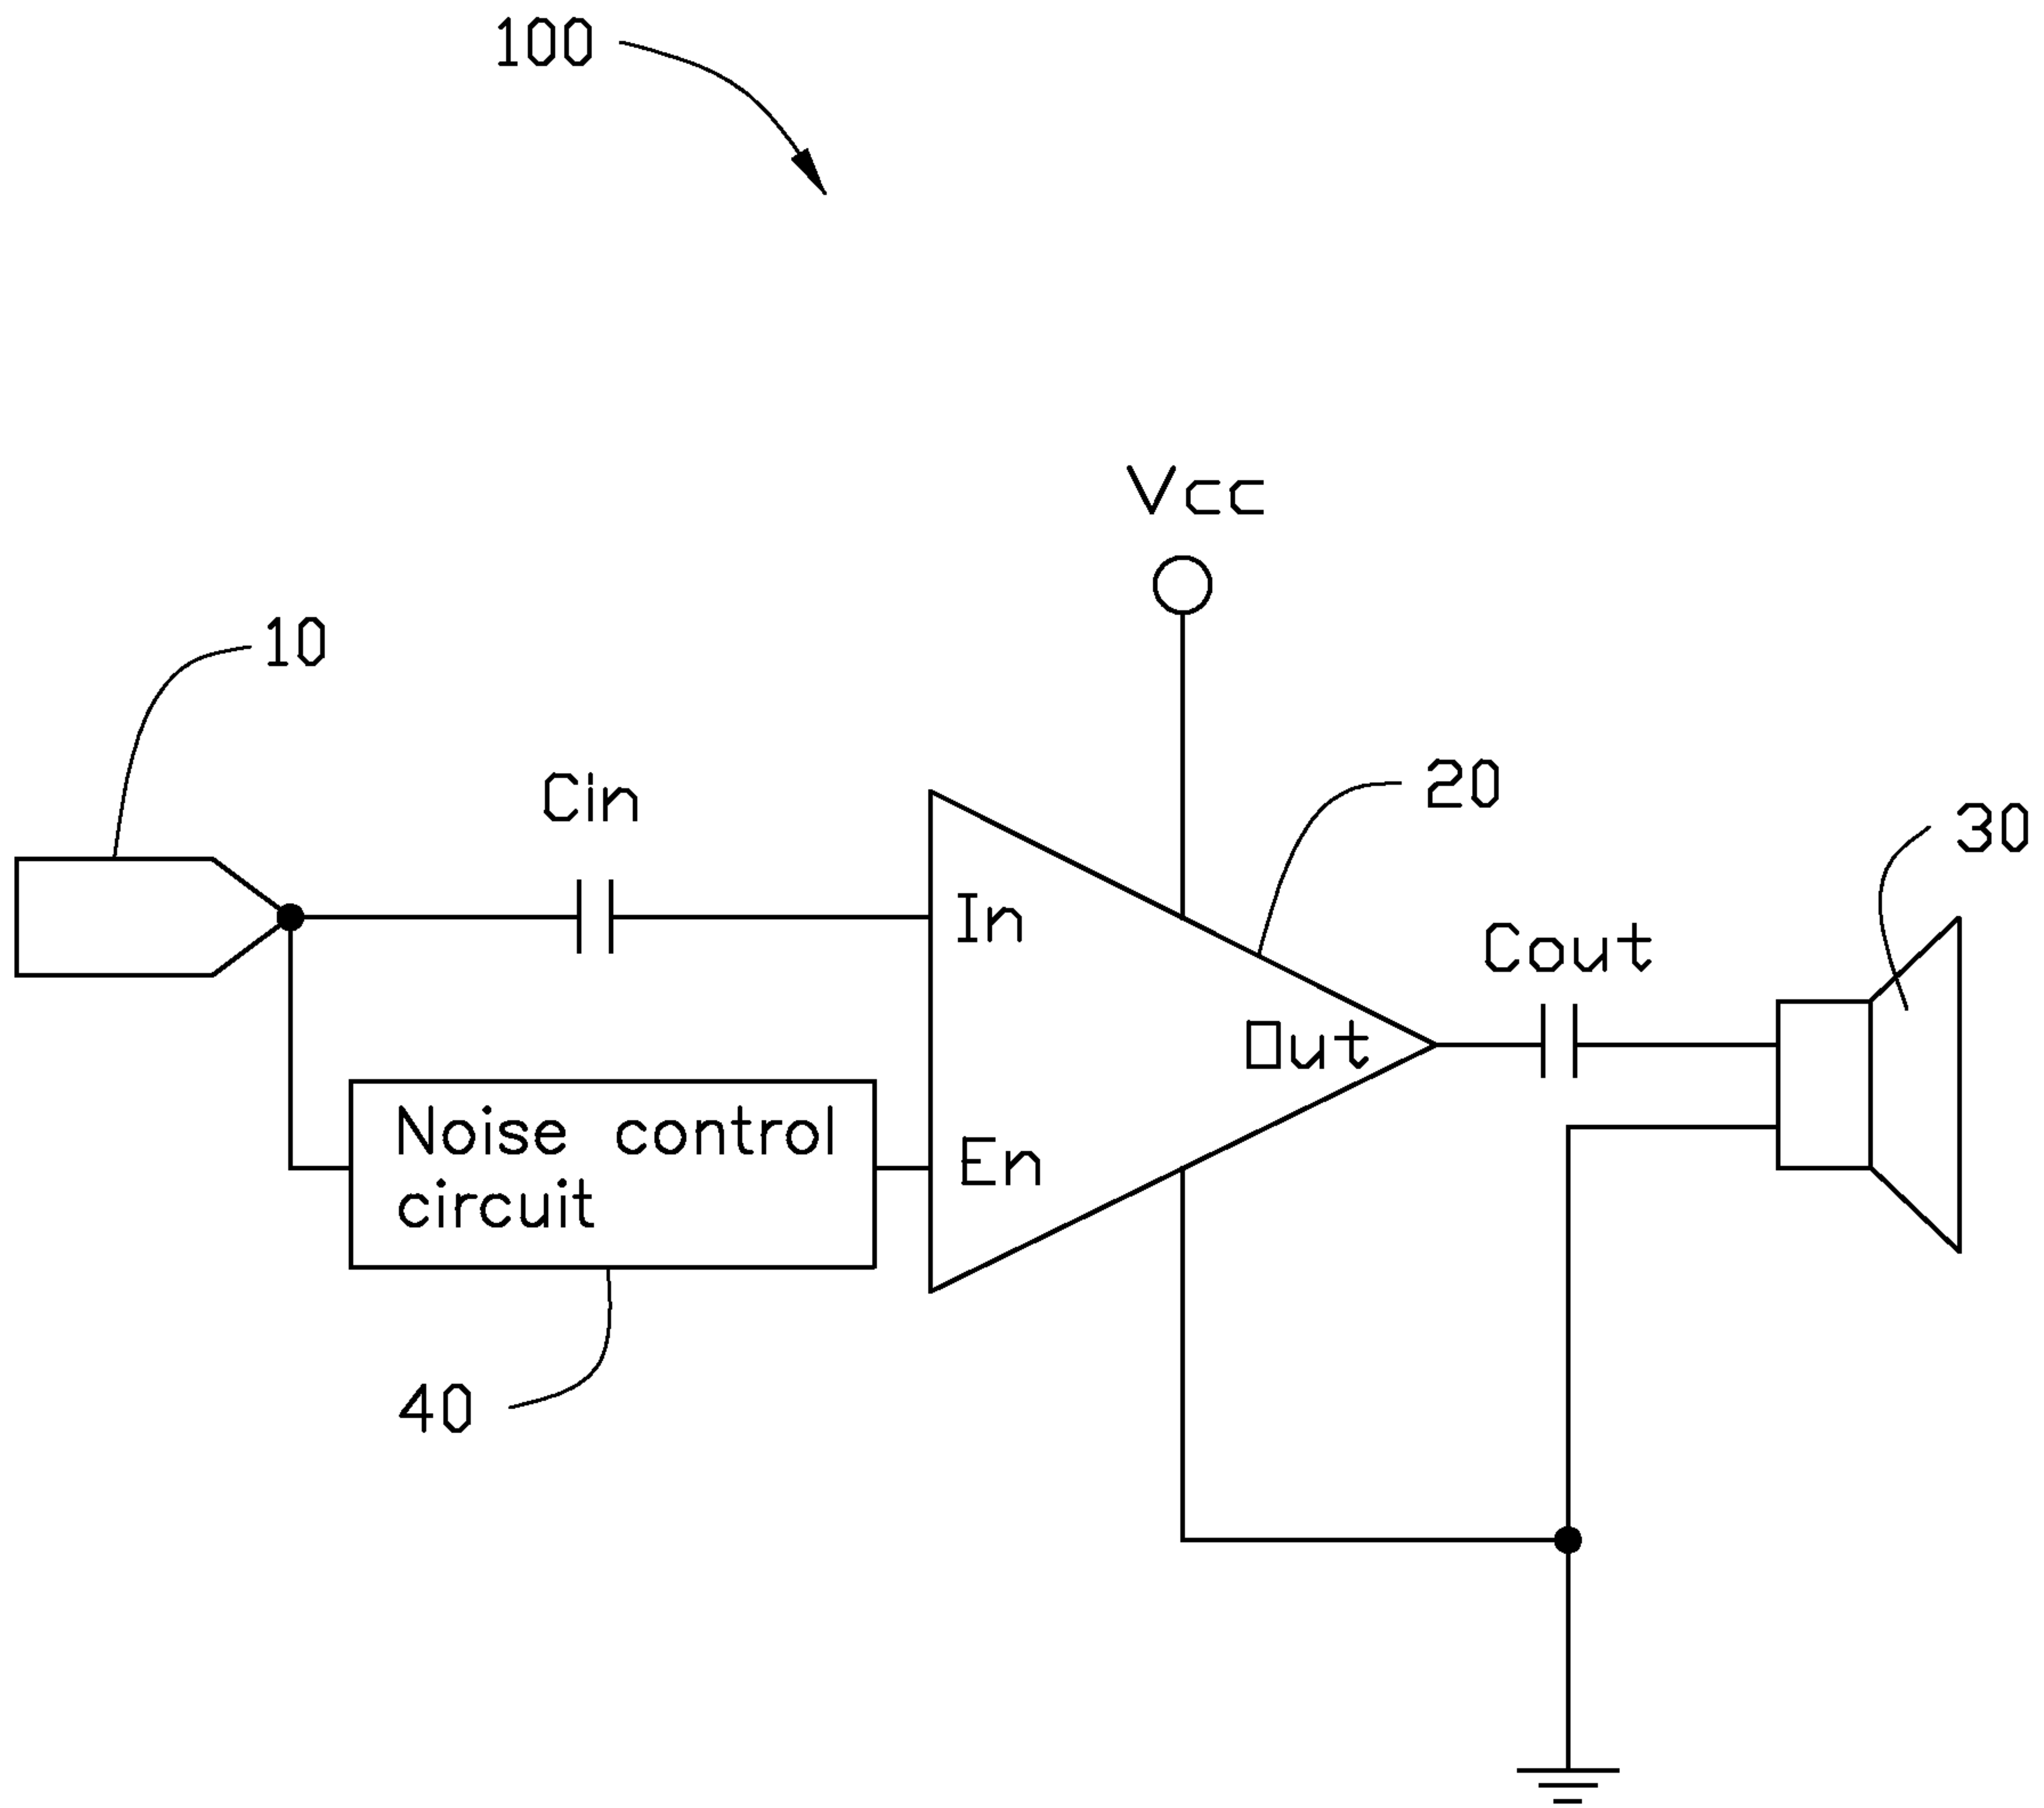 100
Vcc
10
Cin
20
30
In
Cout
Out
Noise control
circuit
En
40